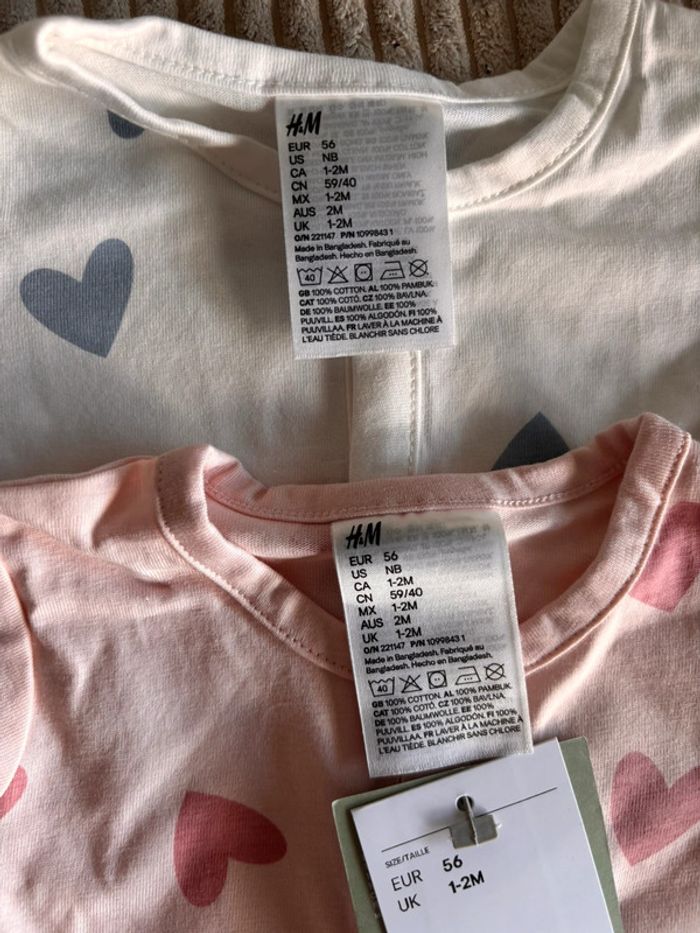 H&M
EUR 56
US NB
CA 1-2M
CN 59/40
MX 1-2M
AUS 2M
UK 1-2M
O/N 221147 P/N 1099843 1
Made in Bangladesh. Fabriqué au
Bangladesh. Hecho en Bangladesh.
40
GB 100% COTTON. AL 100% PAMBUK.
CAT 100% COTÓ. CZ 100% BAVLNA.
DE 100% BAUMWOLLE. EE 100%
PUUVILL. ES 100% ALGODÓN. FI 100%
PUUVILLAA. FR LAVER À LA MACHINE À
L'EAU TIÈDE. BLANCHIR SANS CHLORE
H&M
EUR 56
US NB
CA 1-2M
CN 59/40
MX 1-2M
AUS 2M
UK 1-2M
O/N 221147 P/N 1099843 1
Made in Bangladesh. Fabriqué au
Bangladesh. Hecho en Bangladesh.
40
GB 100% COTTON. AL 100% PAMBUK.
CAT 100% COTÓ. CZ 100% BAVLNA.
DE 100% BAUMWOLLE. EE 100%
PUUVILL. ES 100% ALGODÓN. FI 100%
PUUVILLAA. FR LAVER À LA MACHINE À
L'EAU TIÈDE. BLANCHIR SANS CHLORE
SIZE/TAILLE
EUR 56
UK 1-2M